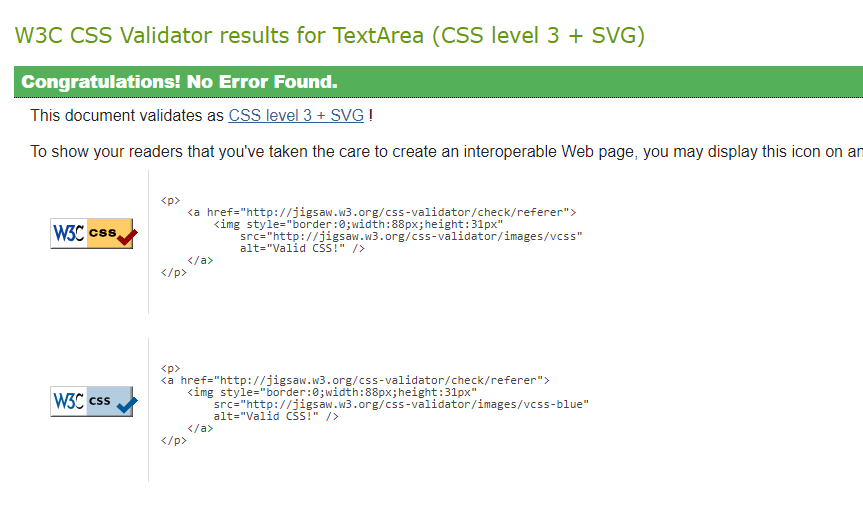 W3C CSS Validator results for TextArea (CSS level 3 + SVG)
Congratulations! No Error Found.
This document validates as CSS level 3 + SVG !
To show your readers that you've taken the care to create an interoperable Web page, you may display this icon on
<p>
    <a href="http://jigsaw.w3.org/css-validator/check/referer">
        <img style="border:0;width:88px;height:31px"
            src="http://jigsaw.w3.org/css-validator/images/vcss"
            alt="Valid CSS!" />
    </a>
</p>
W3C css
<p>
<a href="http://jigsaw.w3.org/css-validator/check/referer">
    <img style="border:0;width:88px;height:31px"
        src="http://jigsaw.w3.org/css-validator/images/vcss-blue"
        alt="Valid CSS!" />
    </a>
</p>
W3C css